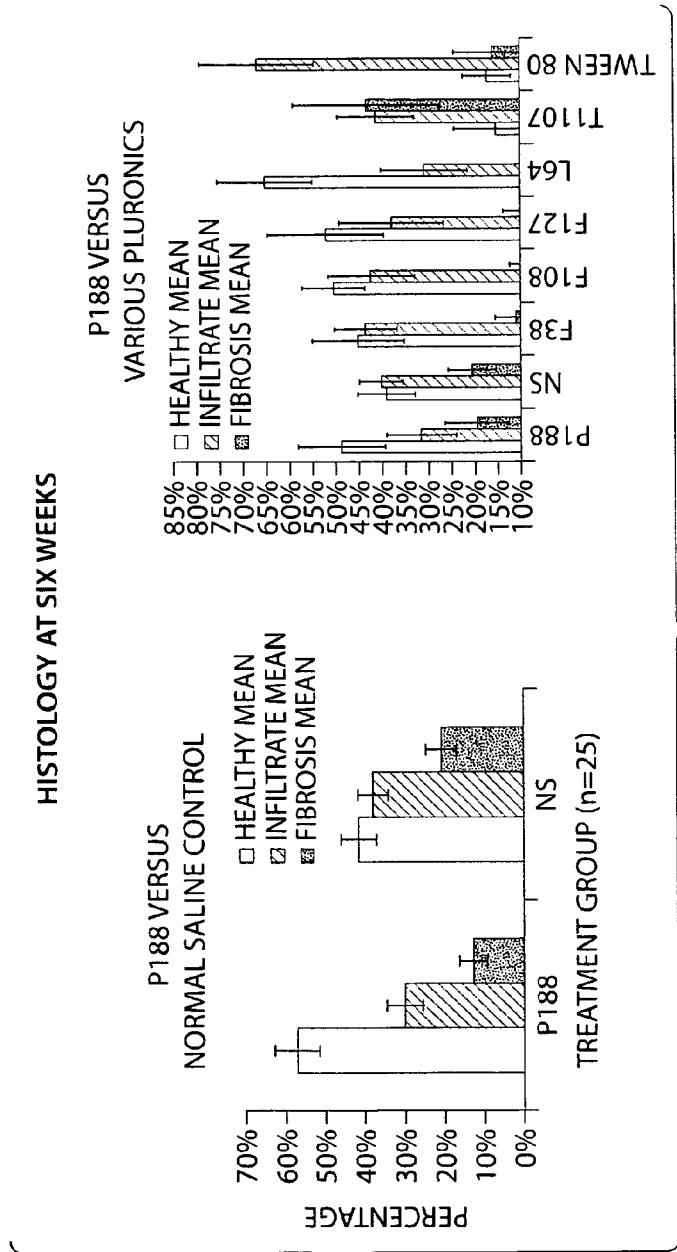 HISTOLOGY AT SIX WEEKS
P188 VERSUS
NORMAL SALINE CONTROL
HEALTHY MEAN
INFILTRATE MEAN
FIBROSIS MEAN
70%
60%
50%
40%
30%
20%
10%
0%
PERCENTAGE
P188
NS
TREATMENT GROUP (n=25)
P188 VERSUS
VARIOUS PLURONICS
HEALTHY MEAN
INFILTRATE MEAN
FIBROSIS MEAN
85%
80%
75%
70%
65%
60%
55%
50%
45%
40%
35%
30%
25%
20%
15%
10%
P188
NS
F38
F108
F127
L64
T1107
TWEEN 80